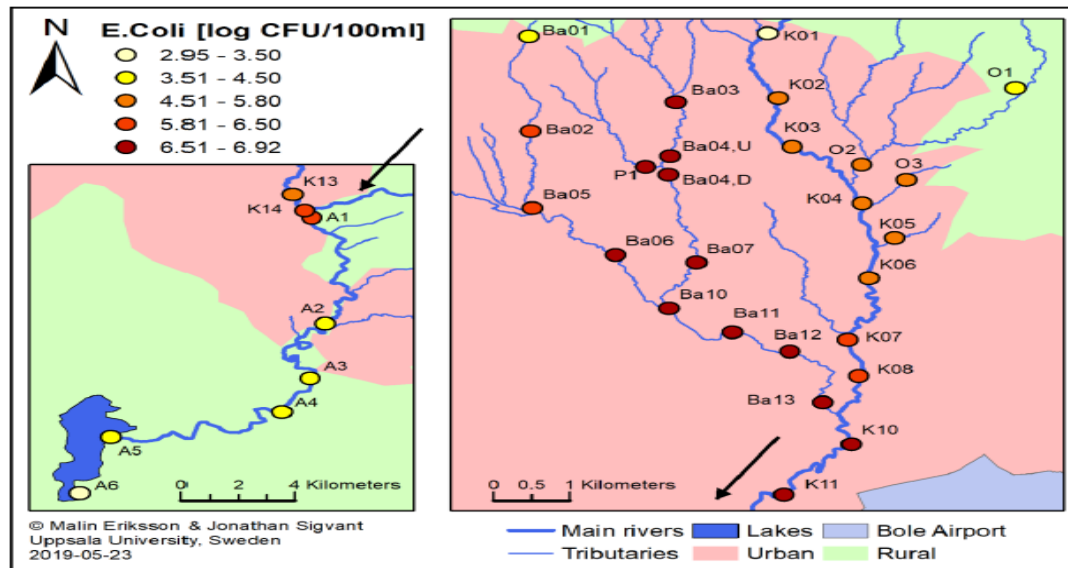 N
E.Coli [log CFU/100ml]
2.95 - 3.50
3.51 - 4.50
4.51 - 5.80
5.81 - 6.50
6.51 - 6.92
K13
K14
A1
A2
A3
A4
A5
A6
0 2 4 Kilometers
© Malin Eriksson & Jonathan Sigvant
Uppsala University, Sweden
2019-05-23
Ba01
K01
O1
K02
Ba03
Ba02
K03
Ba04,U
O2
O3
P1
Ba04,D
K04
Ba05
K05
Ba06
Ba07
K06
Ba10
Ba11
K07
Ba12
K08
Ba13
K10
K11
0 0.5 1 Kilometers
Main rivers Lakes Bole Airport
Tributaries Urban Rural